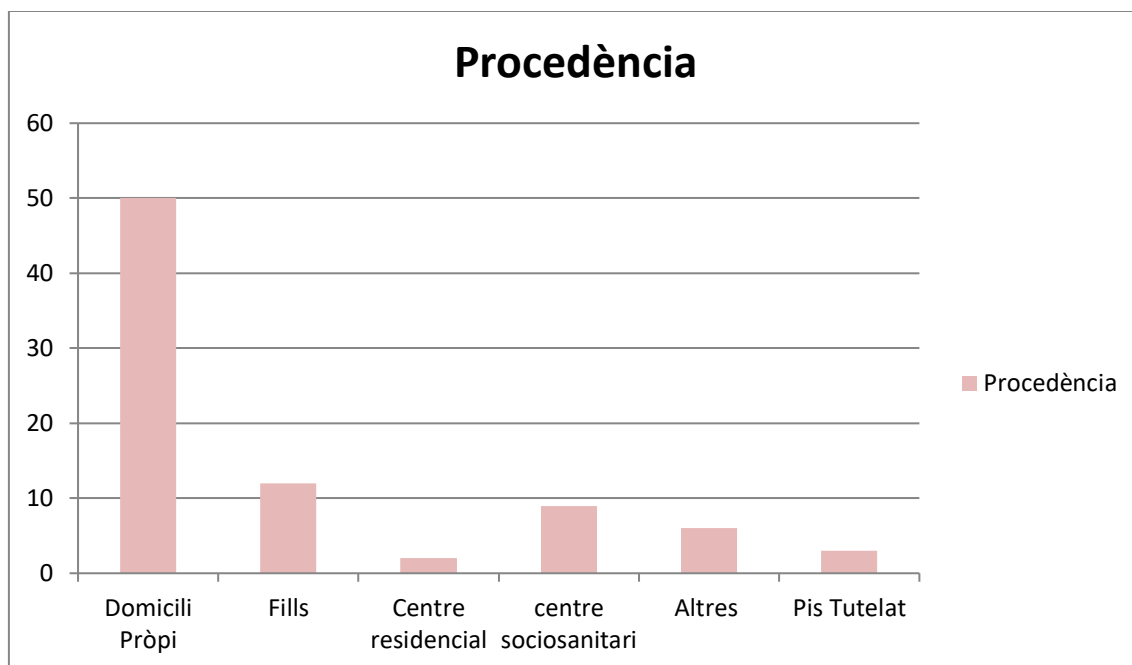 Procedència
60
50
40
30
20
10
0
Domicili
Pròpi
Fills
Centre
residencial
centre
sociosanitari
Altres
Pis Tutelat
Procedència